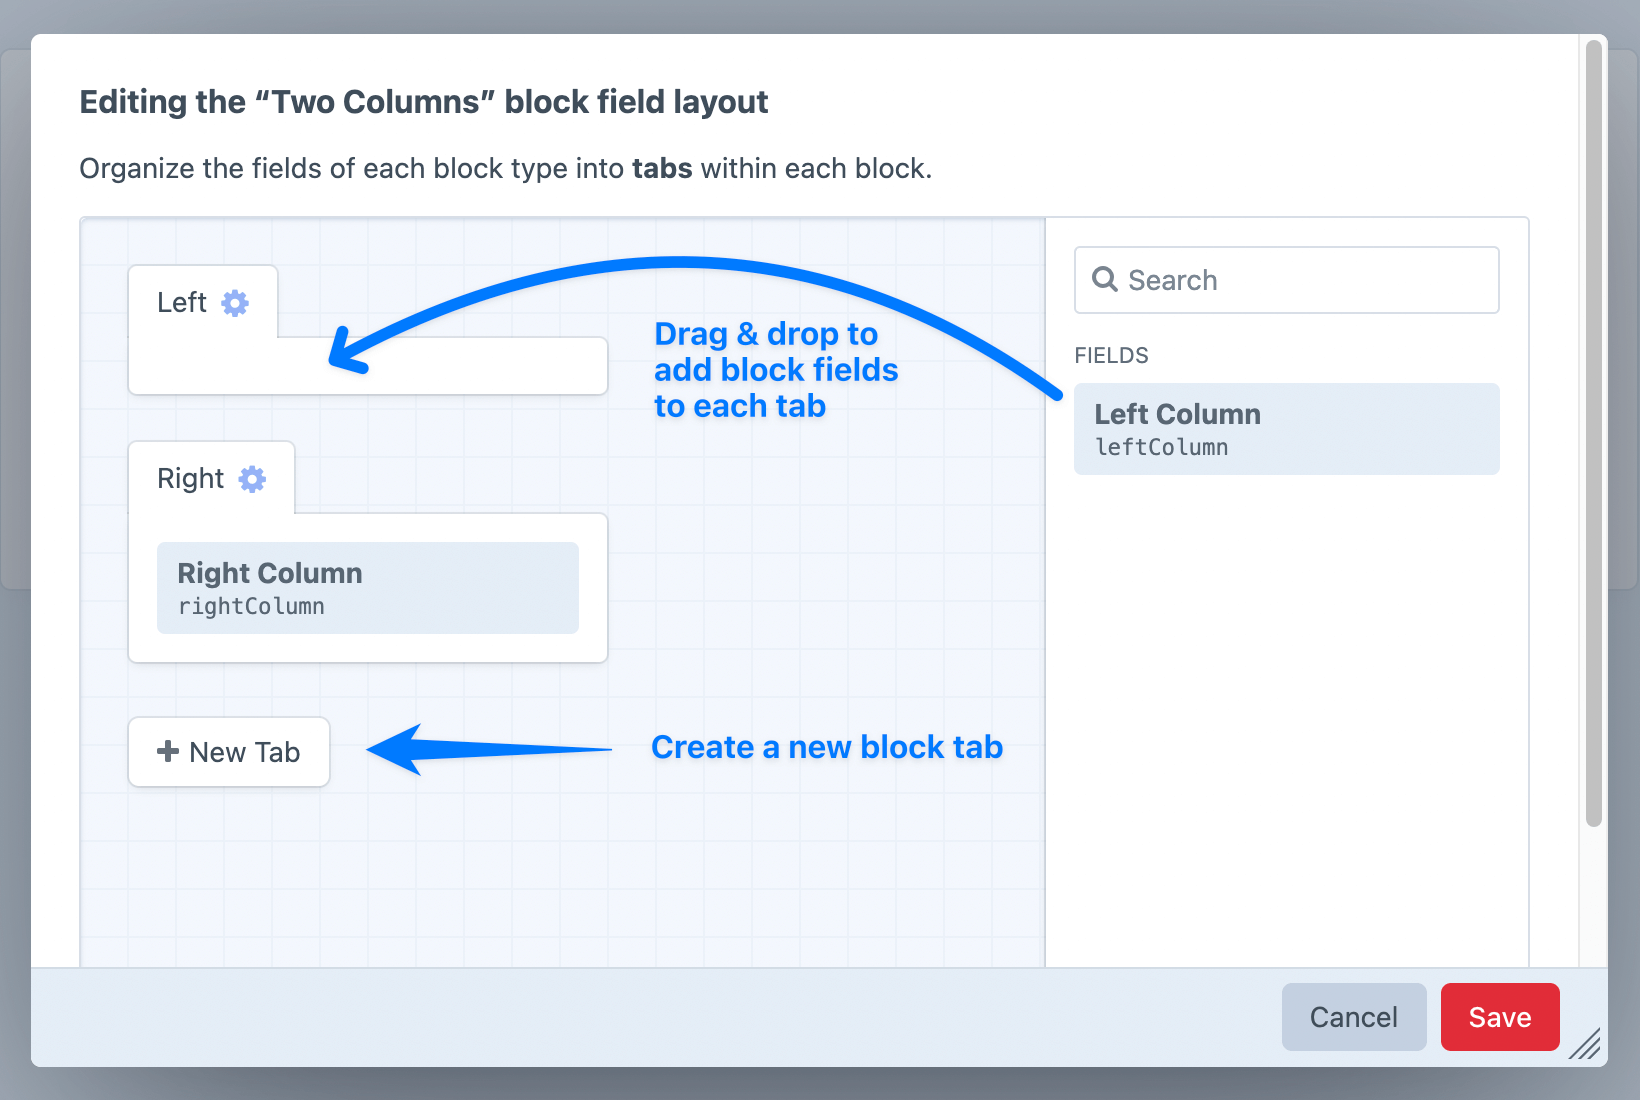 Editing the “Two Columns” block field layout
Organize the fields of each block type into tabs within each block.
Left
Drag & drop to
add block fields
to each tab
Search
FIELDS
Left Column
leftColumn
Right
Right Column
rightColumn
New Tab
Create a new block tab
Cancel
Save